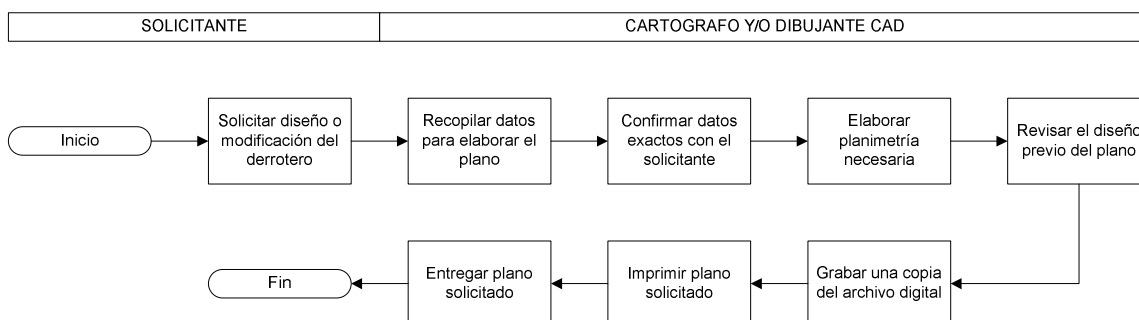 SOLICITANTE
CARTOGRAFO Y/O DIBUJANTE CAD
Inicio
Solicitar diseño o
modificación del
derrotero
Recopilar datos
para elaborar el
plano
Confirmar datos
exactos con el
solicitante
Elaborar
planimetría
necesaria
Revisar el diseño
previo del plano
Fin
Entregar plano
solicitado
Imprimir plano
solicitado
Grabar una copia
del archivo digital